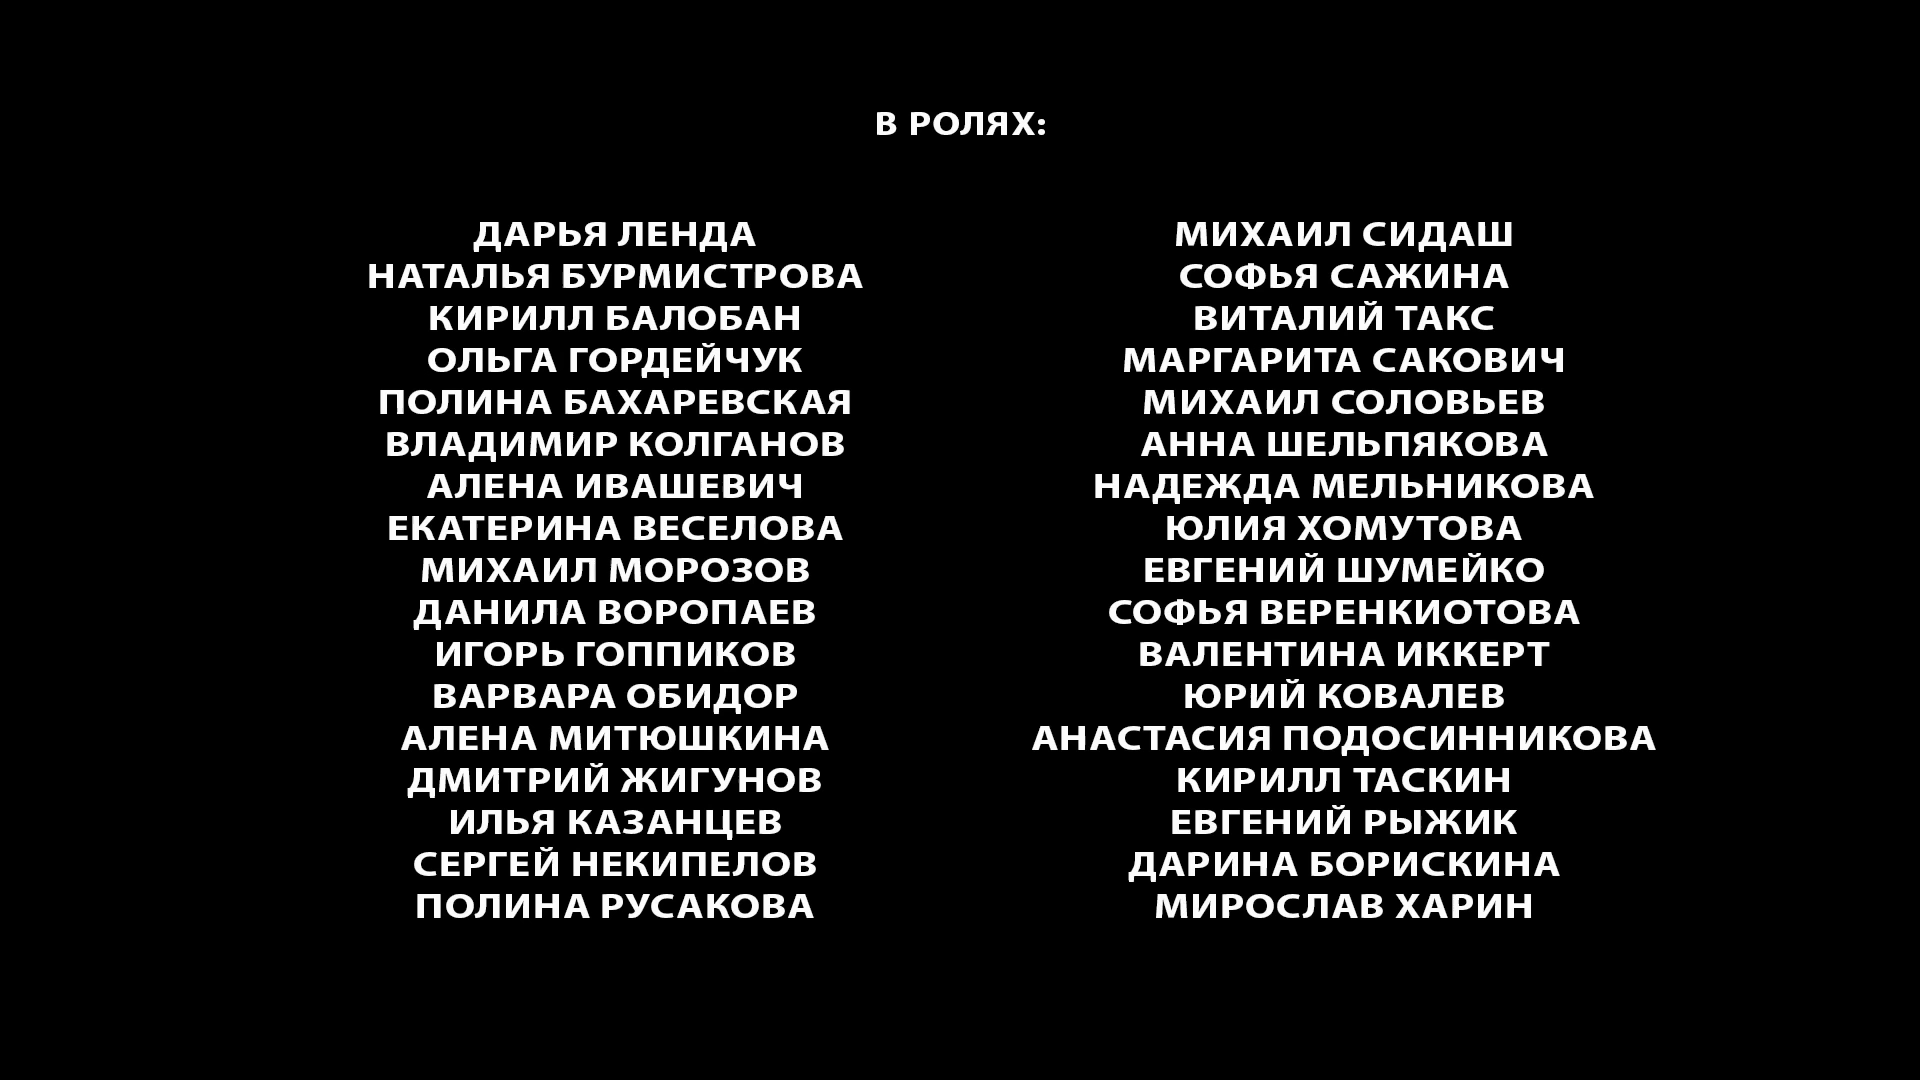 В РОЛЯХ:
ДАРЬЯ ЛЕНДА
НАТАЛЬЯ БУРМИСТРОВА
КИРИЛЛ БАЛОБАН
ОЛЬГА ГОРДЕЙЧУК
ПОЛИНА БАХАРЕВСКАЯ
ВЛАДИМИР КОЛГАНОВ
АЛЕНА ИВАШЕВИЧ
ЕКАТЕРИНА ВЕСЕЛОВА
МИХАИЛ МОРОЗОВ
ДАНИЛА ВОРОПАЕВ
ИГОРЬ ГОППИКОВ
ВАРВАРА ОБИДОР
АЛЕНА МИТЮШКИНА
ДМИТРИЙ ЖИГУНОВ
ИЛЬЯ КАЗАНЦЕВ
СЕРГЕЙ НЕКИПЕЛОВ
ПОЛИНА РУСАКОВА
МИХАИЛ СИДАШ
СОФЬЯ САЖИНА
ВИТАЛИЙ ТАКС
МАРГАРИТА САКОВИЧ
МИХАИЛ СОЛОВЬЕВ
АННА ШЕЛЬПЯКОВА
НАДЕЖДА МЕЛЬНИКОВА
ЮЛИЯ ХОМУТОВА
ЕВГЕНИЙ ШУМЕЙКО
СОФЬЯ ВЕРЕНКИОТОВА
ВАЛЕНТИНА ИККЕРТ
ЮРИЙ КОВАЛЕВ
АНАСТАСИЯ ПОДОСИННИКОВА
КИРИЛЛ ТАСКИН
ЕВГЕНИЙ РЫЖИК
ДАРИНА БОРИСКИНА
МИРОСЛАВ ХАРИН